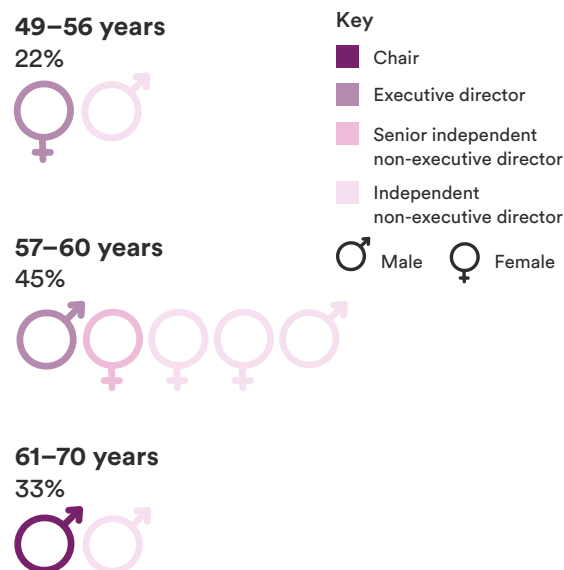 49–56 years
22%
57–60 years
45%
61–70 years
33%
Key
Chair
Executive director
Senior independent
non-executive director
Independent
non-executive director
Male
Female